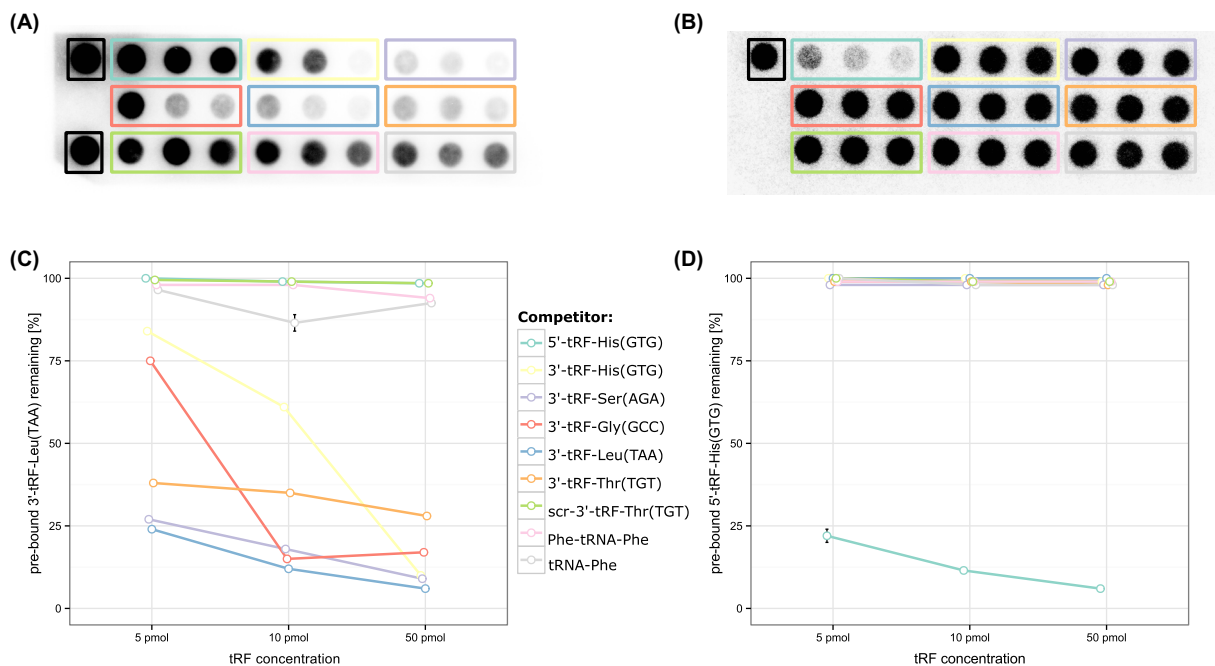 (A)
(B)
(C)
(D)
pre-bound 3'-tRF-Leu(TAA) remaining [%]
100
75
50
25
0
5 pmol
10 pmol
50 pmol
tRF concentration
Competitor:
5'-tRF-His(GTG)
3'-tRF-His(GTG)
3'-tRF-Ser(AGA)
3'-tRF-Gly(GCC)
3'-tRF-Leu(TAA)
3'-tRF-Thr(TGT)
scr-3'-tRF-Thr(TGT)
Phe-tRNA-Phe
tRNA-Phe
pre-bound 5'-tRF-His(GTG) remaining [%]
100
75
50
25
0
5 pmol
10 pmol
50 pmol
tRF concentration